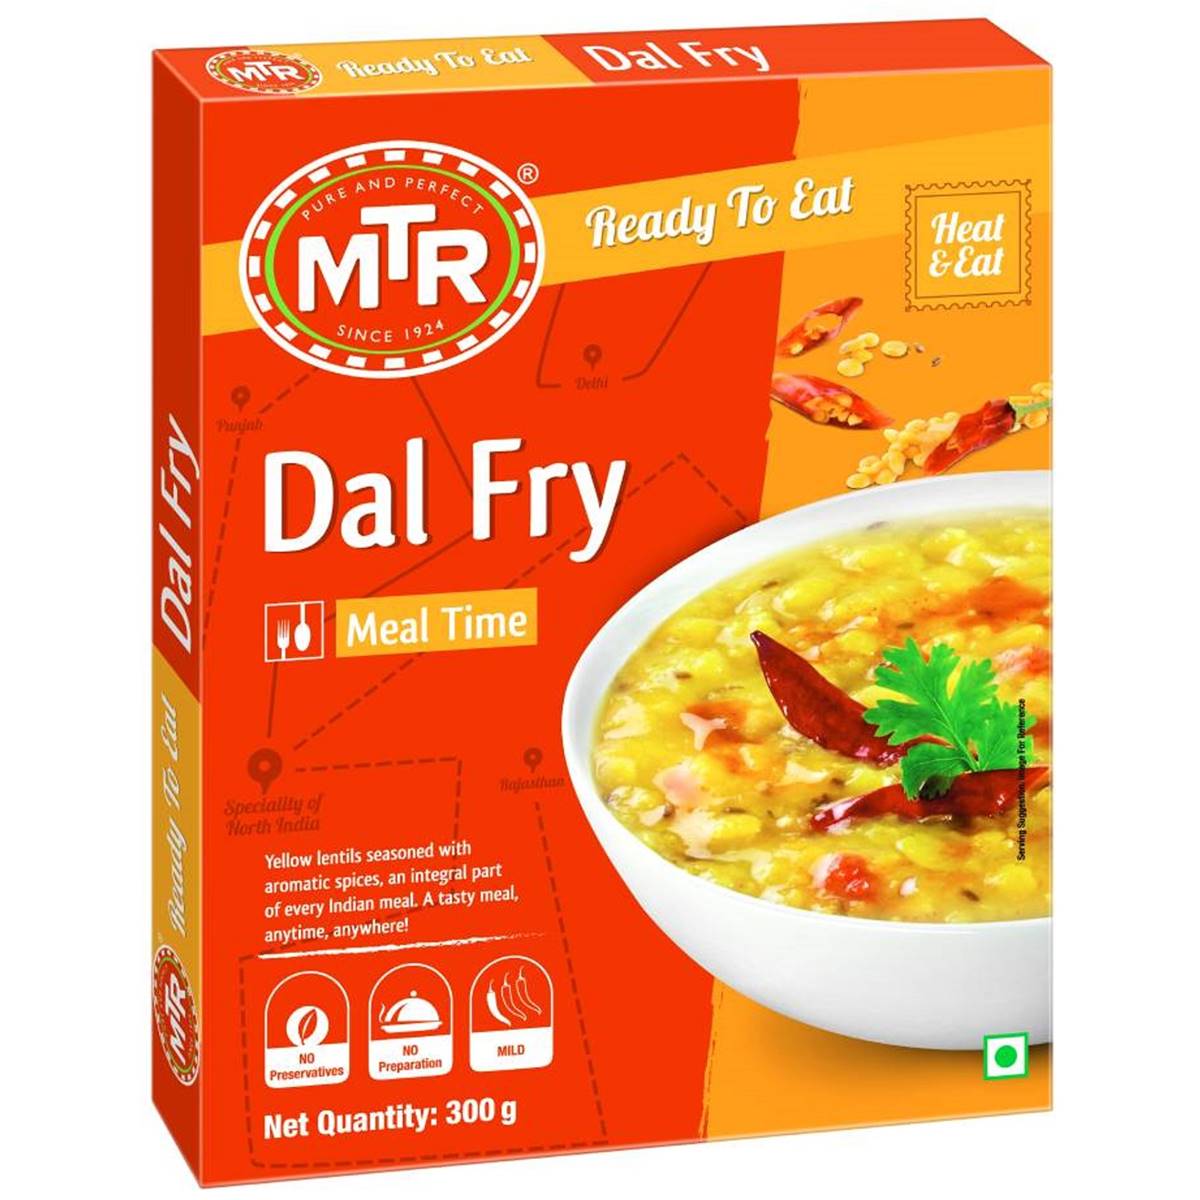 MTR
Ready To Eat
Dal Fry
PURE AND PERFECT
MTR
SINCE 1924
®
Ready To Eat
Heat
& Eat
Delhi
Punjab
Dal Fry
Meal Time
Rajasthan
Speciality of
North India
Yellow lentils seasoned with
aromatic spices, an integral part
of every Indian meal. A tasty meal,
anytime, anywhere!
NO
Preservatives
NO
Preparation
MILD
Net Quantity: 300 g
Serving Suggestion. Image For Reference
Dal Fry
Ready To Eat
MTR